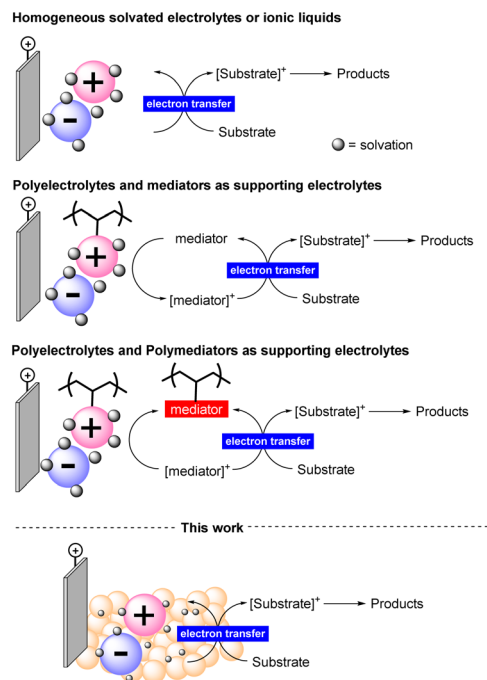 Homogeneous solvated electrolytes or ionic liquids
+
+
-
[Substrate]+
Products
electron transfer
Substrate
= solvation
Polyelectrolytes and mediators as supporting electrolytes
+
+
-
mediator
[Substrate]+
Products
electron transfer
[mediator]+
Substrate
Polyelectrolytes and Polymediators as supporting electrolytes
+
+
-
mediator
[Substrate]+
Products
electron transfer
[mediator]+
Substrate
This work
+
+
-
[Substrate]+
Products
electron transfer
Substrate